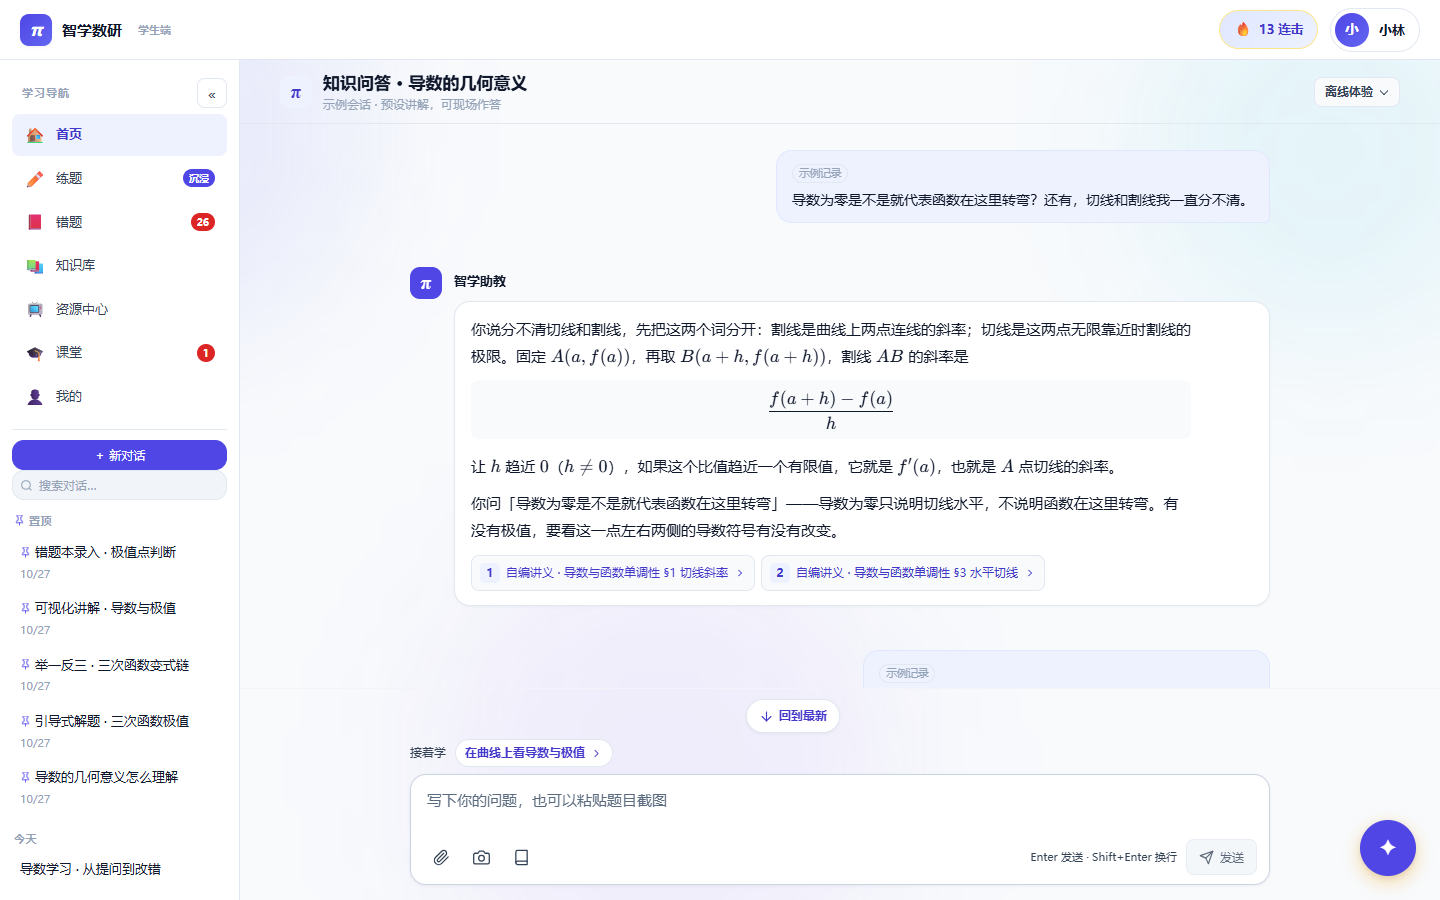 π 智学数研 学生端
13 连击
小 小林
学习导航
«
首页
练题 沉浸
错题 26
知识库
资源中心
课堂 1
我的
+ 新对话
搜索对话...
置顶
错题本录入 · 极值点判断
10/27
可视化讲解 · 导数与极值
10/27
举一反三 · 三次函数变式链
10/27
引导式解题 · 三次函数极值
10/27
导数的几何意义怎么理解
10/27
今天
导数学习 · 从提问到改错
π 知识问答 · 导数的几何意义
示例会话 · 预设讲解，可现场作答
离线体验
示例记录
导数为零是不是就代表函数在这里转弯？还有，切线和割线我一直分不清。
π 智学助教
你说分不清切线和割线，先把这两个词分开：割线是曲线上两点连线的斜率；切线是这两点无限靠近时割线的
极限。固定 A(a, f(a))，再取 B(a + h, f(a + h))，割线 AB 的斜率是
f(a + h) − f(a)
h
让 h 趋近 0（h ≠ 0），如果这个比值趋近一个有限值，它就是 f′(a)，也就是 A 点切线的斜率。
你问「导数为零是不是就代表函数在这里转弯」——导数为零只说明切线水平，不说明函数在这里转弯。有
没有极值，要看这一点左右两侧的导数符号有没有改变。
1 自编讲义 · 导数与函数单调性 §1 切线斜率 ›
2 自编讲义 · 导数与函数单调性 §3 水平切线 ›
示例记录
↓ 回到最新
接着学 在曲线上看导数与极值 ›
写下你的问题，也可以粘贴题目截图
Enter 发送 · Shift+Enter 换行
发送